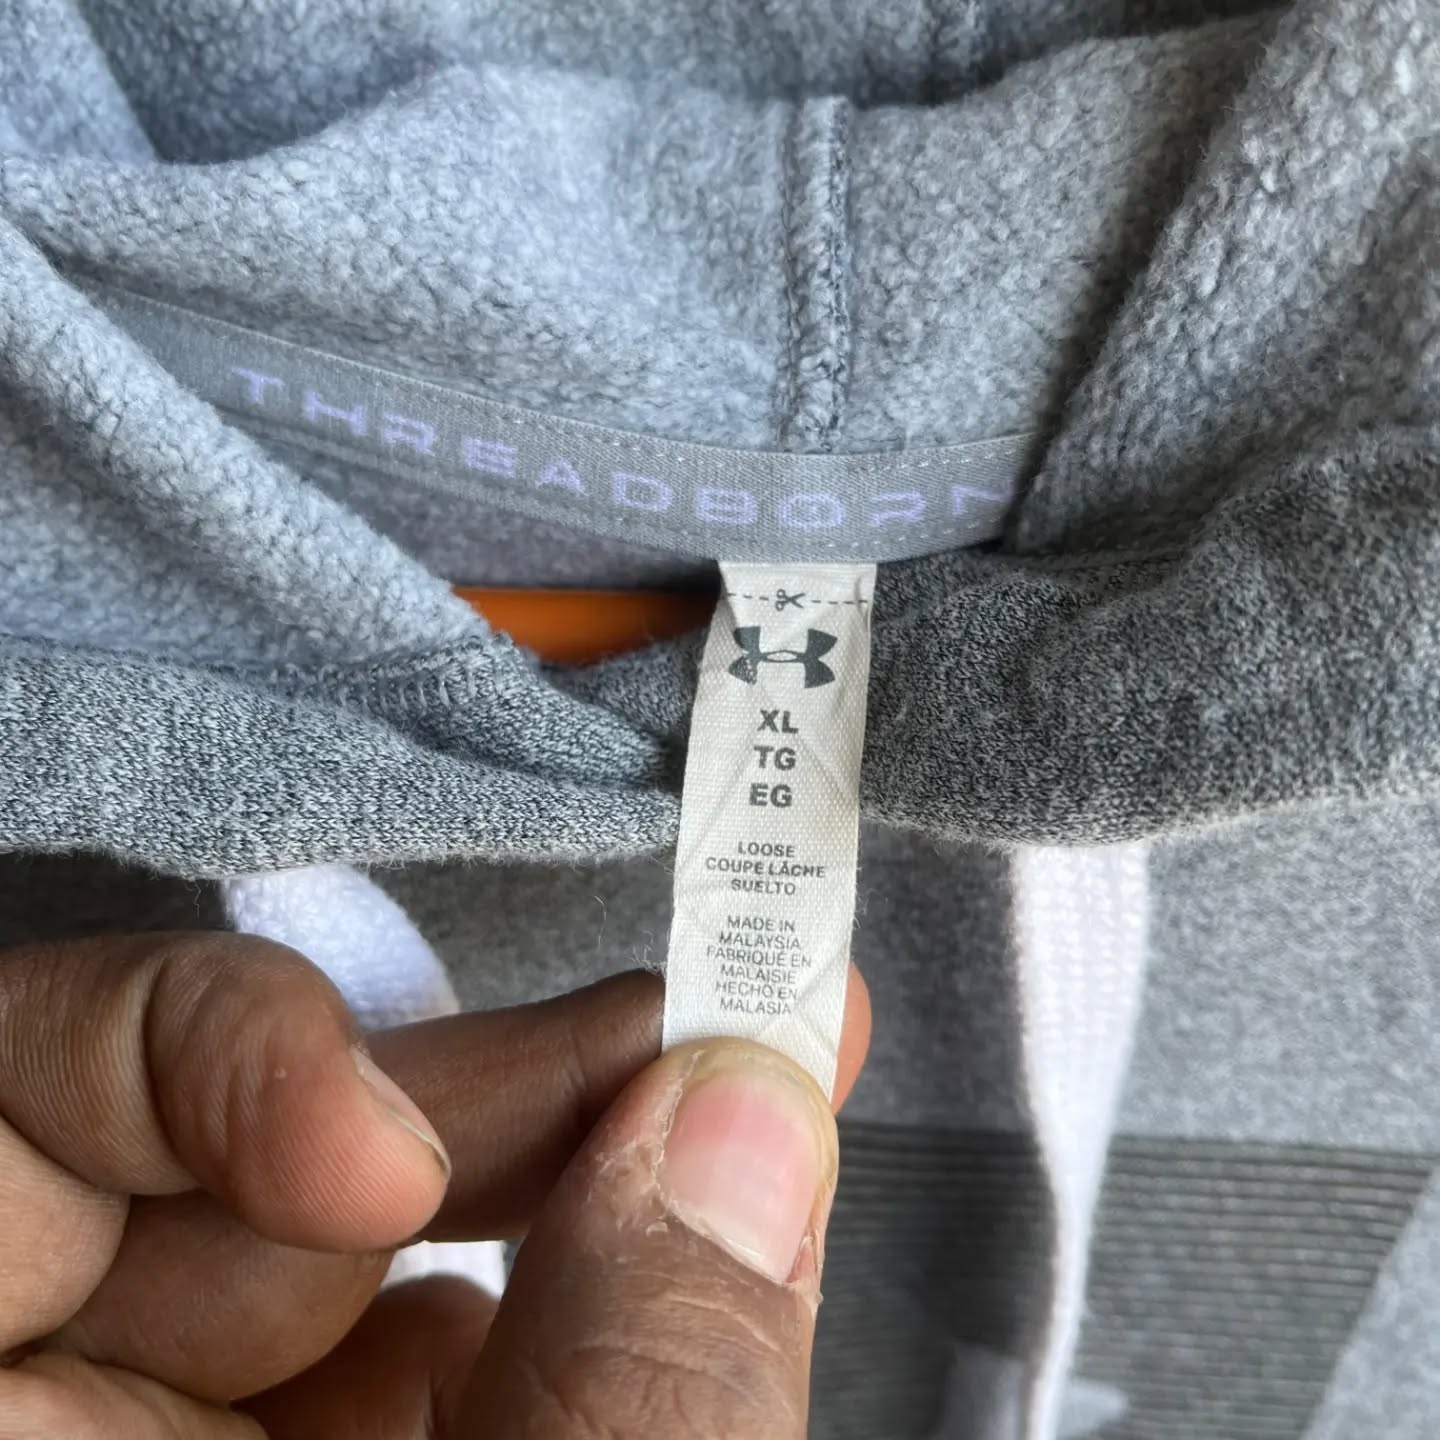 THREADBORN
XL
TG
EG
LOOSE
COUPE LÂCHE
SUELTO
MADE IN
MALAYSIA
FABRIQUÉ EN
MALAISIE
HECHO EN
MALASIA